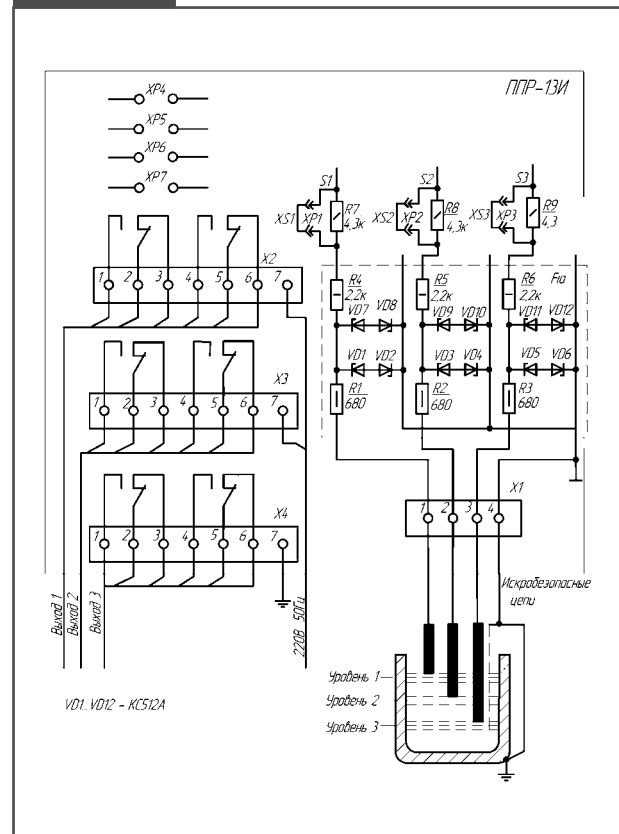 ППР-13И
XP4
XP5
XP6
XP7
S1 S2 S3
XS1 XP1 R7 4,3к
XS2 XP2 R8 4,3к
XS3 XP3 R9 4,3
X2
1 2 3 4 5 6 7
R4 2,2к
R5 2,2к
R6 2,2к
Fia
VD7 VD8 VD9 VD10 VD11 VD12
VD1 VD2 VD3 VD4 VD5 VD6
R1 680
R2 680
R3 680
X3
1 2 3 4 5 6 7
X4
1 2 3 4 5 6 7
X1
1 2 3 4
Искробезопасные
цепи
Выход 1
Выход 2
Выход 3
220В 50Гц
Уровень 1
Уровень 2
Уровень 3
VD1...VD12 - КС512А